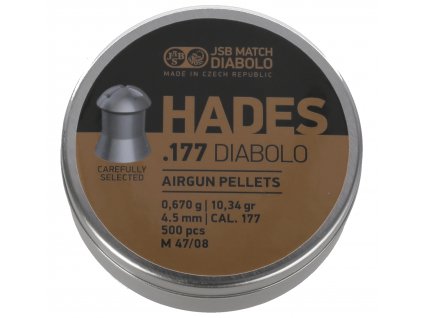 JSB
JSB MATCH
DIABOLO
MADE IN CZECH REPUBLIC
HADES
.177 DIABOLO
CAREFULLY
SELECTED
AIRGUN PELLETS
0,670 g | 10,34 gr
4.5 mm | CAL. 177
500 pcs
M 47/08